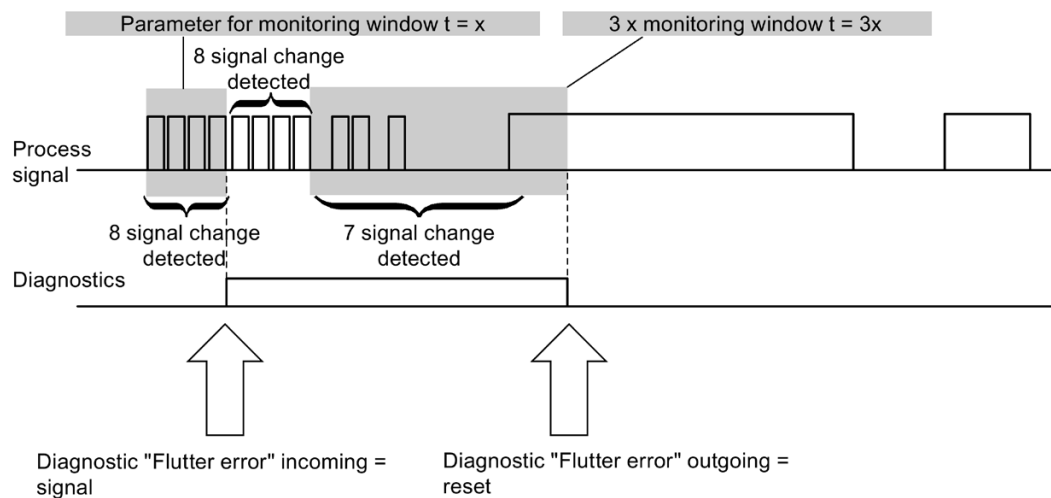 Parameter for monitoring window t = x
3 x monitoring window t = 3x
8 signal change
detected
Process
signal
8 signal change
detected
7 signal change
detected
Diagnostics
Diagnostic "Flutter error" incoming =
signal
Diagnostic "Flutter error" outgoing =
reset